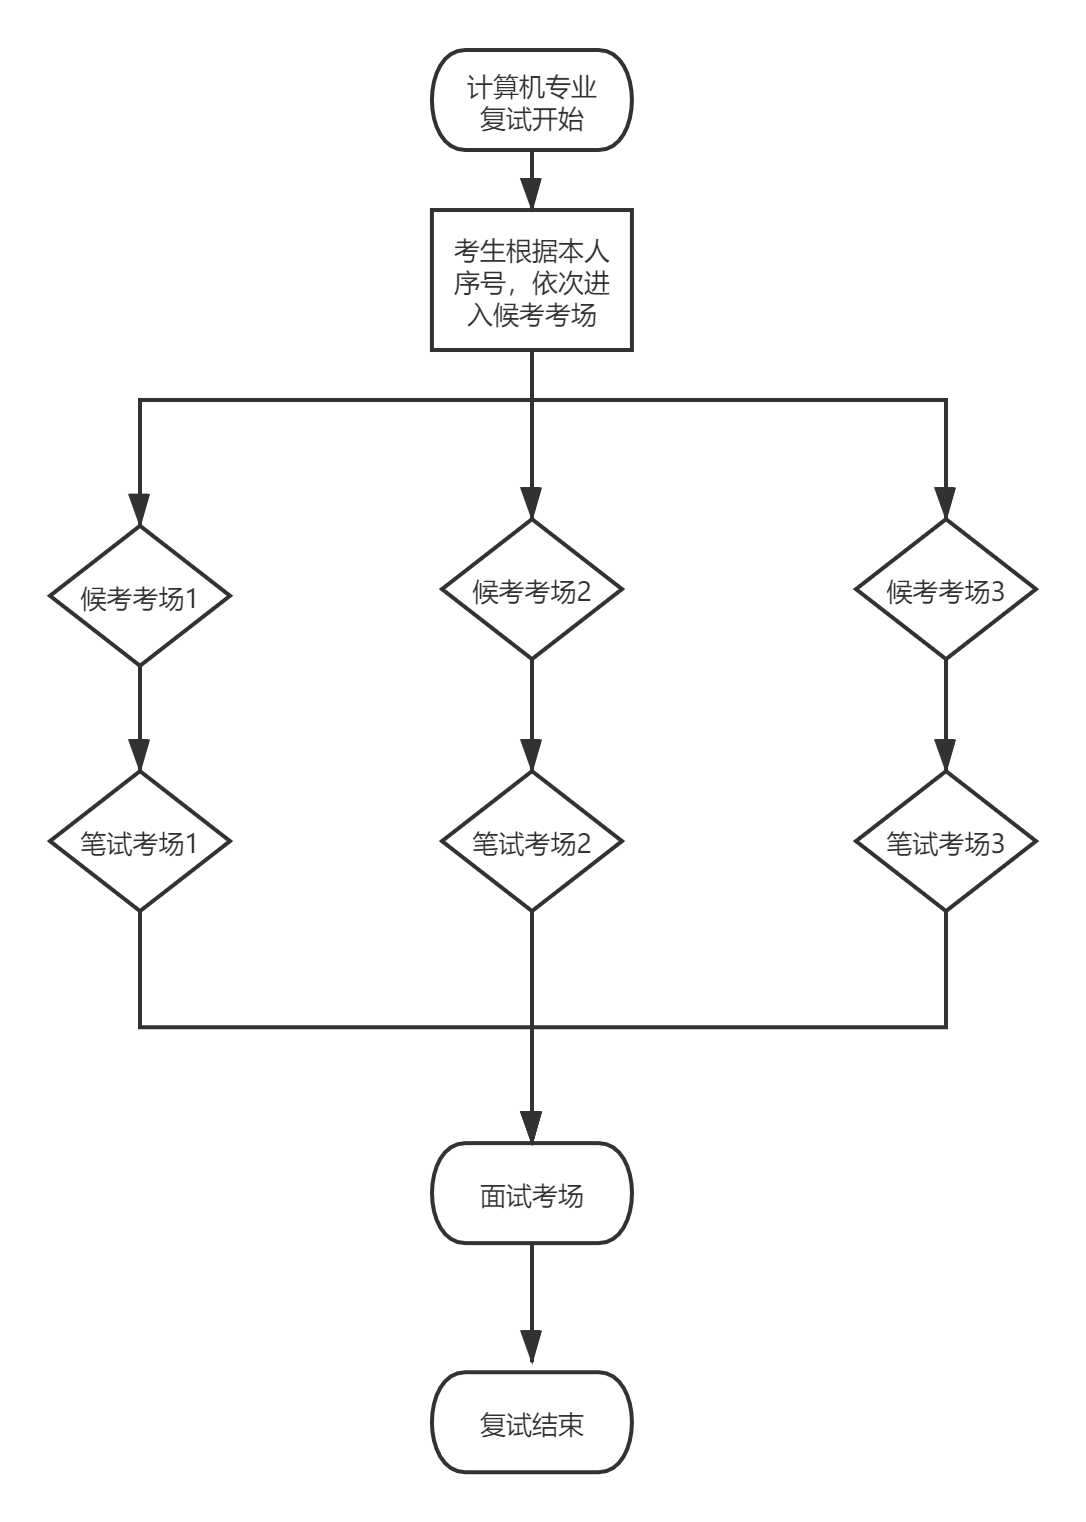 计算机专业
复试开始
考生根据本人
序号，依次进
入候考考场
候考考场1
候考考场2
候考考场3
笔试考场1
笔试考场2
笔试考场3
面试考场
复试结束